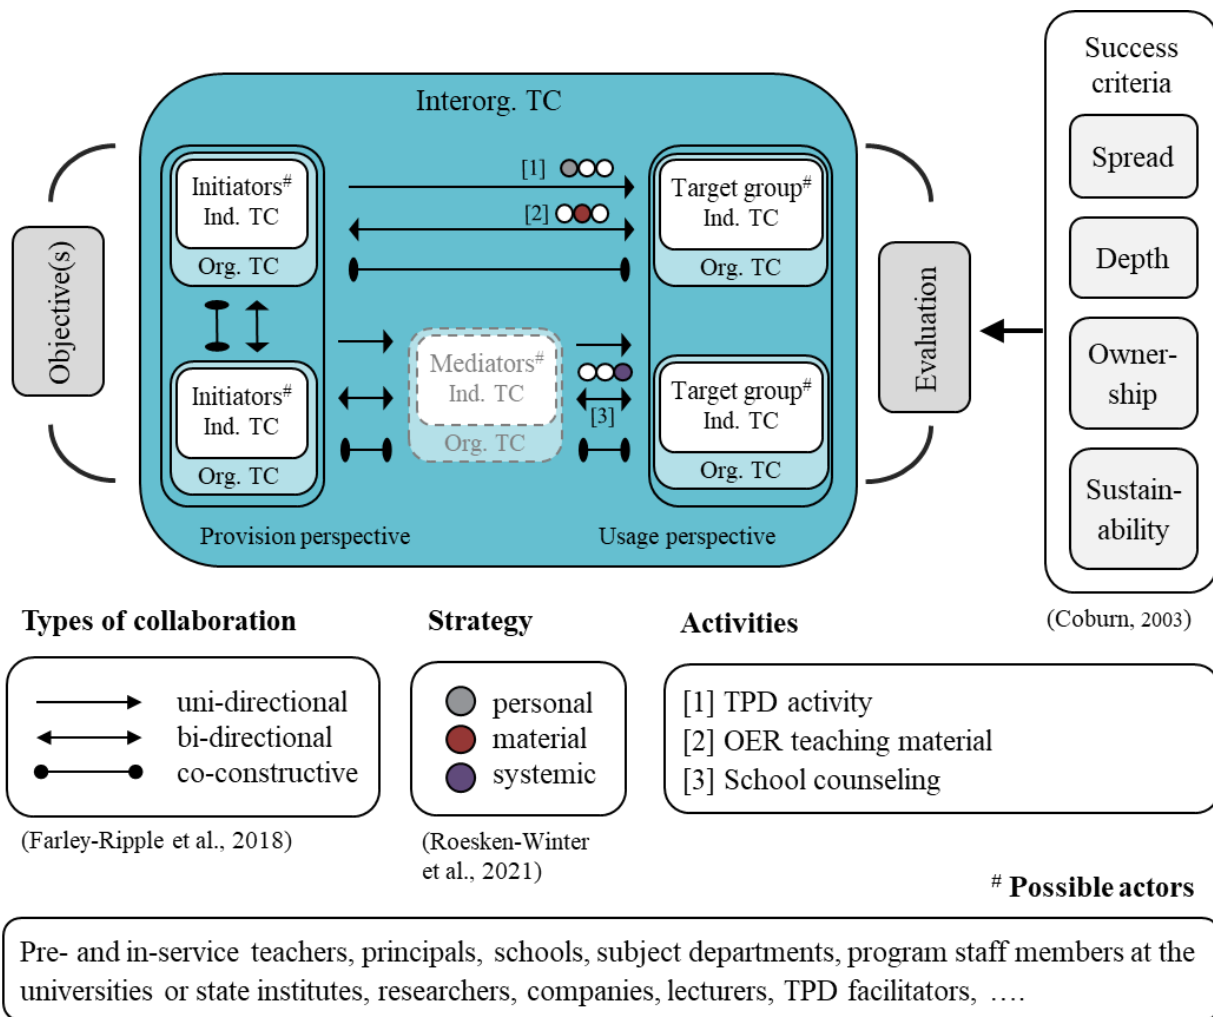 Interorg. TC
Objective(s)
Initiators#
Ind. TC
Org. TC
Initiators#
Ind. TC
Org. TC
Provision perspective
[1]
[2]
Mediators#
Ind. TC
Org. TC
[3]
Target group#
Ind. TC
Org. TC
Target group#
Ind. TC
Org. TC
Usage perspective
Evaluation
Success
criteria
Spread
Depth
Owner-
ship
Sustain-
ability
(Coburn, 2003)
Types of collaboration
uni-directional
bi-directional
co-constructive
(Farley-Ripple et al., 2018)
Strategy
personal
material
systemic
(Roesken-Winter
et al., 2021)
Activities
[1] TPD activity
[2] OER teaching material
[3] School counseling
# Possible actors
Pre- and in-service teachers, principals, schools, subject departments, program staff members at the
universities or state institutes, researchers, companies, lecturers, TPD facilitators, ….